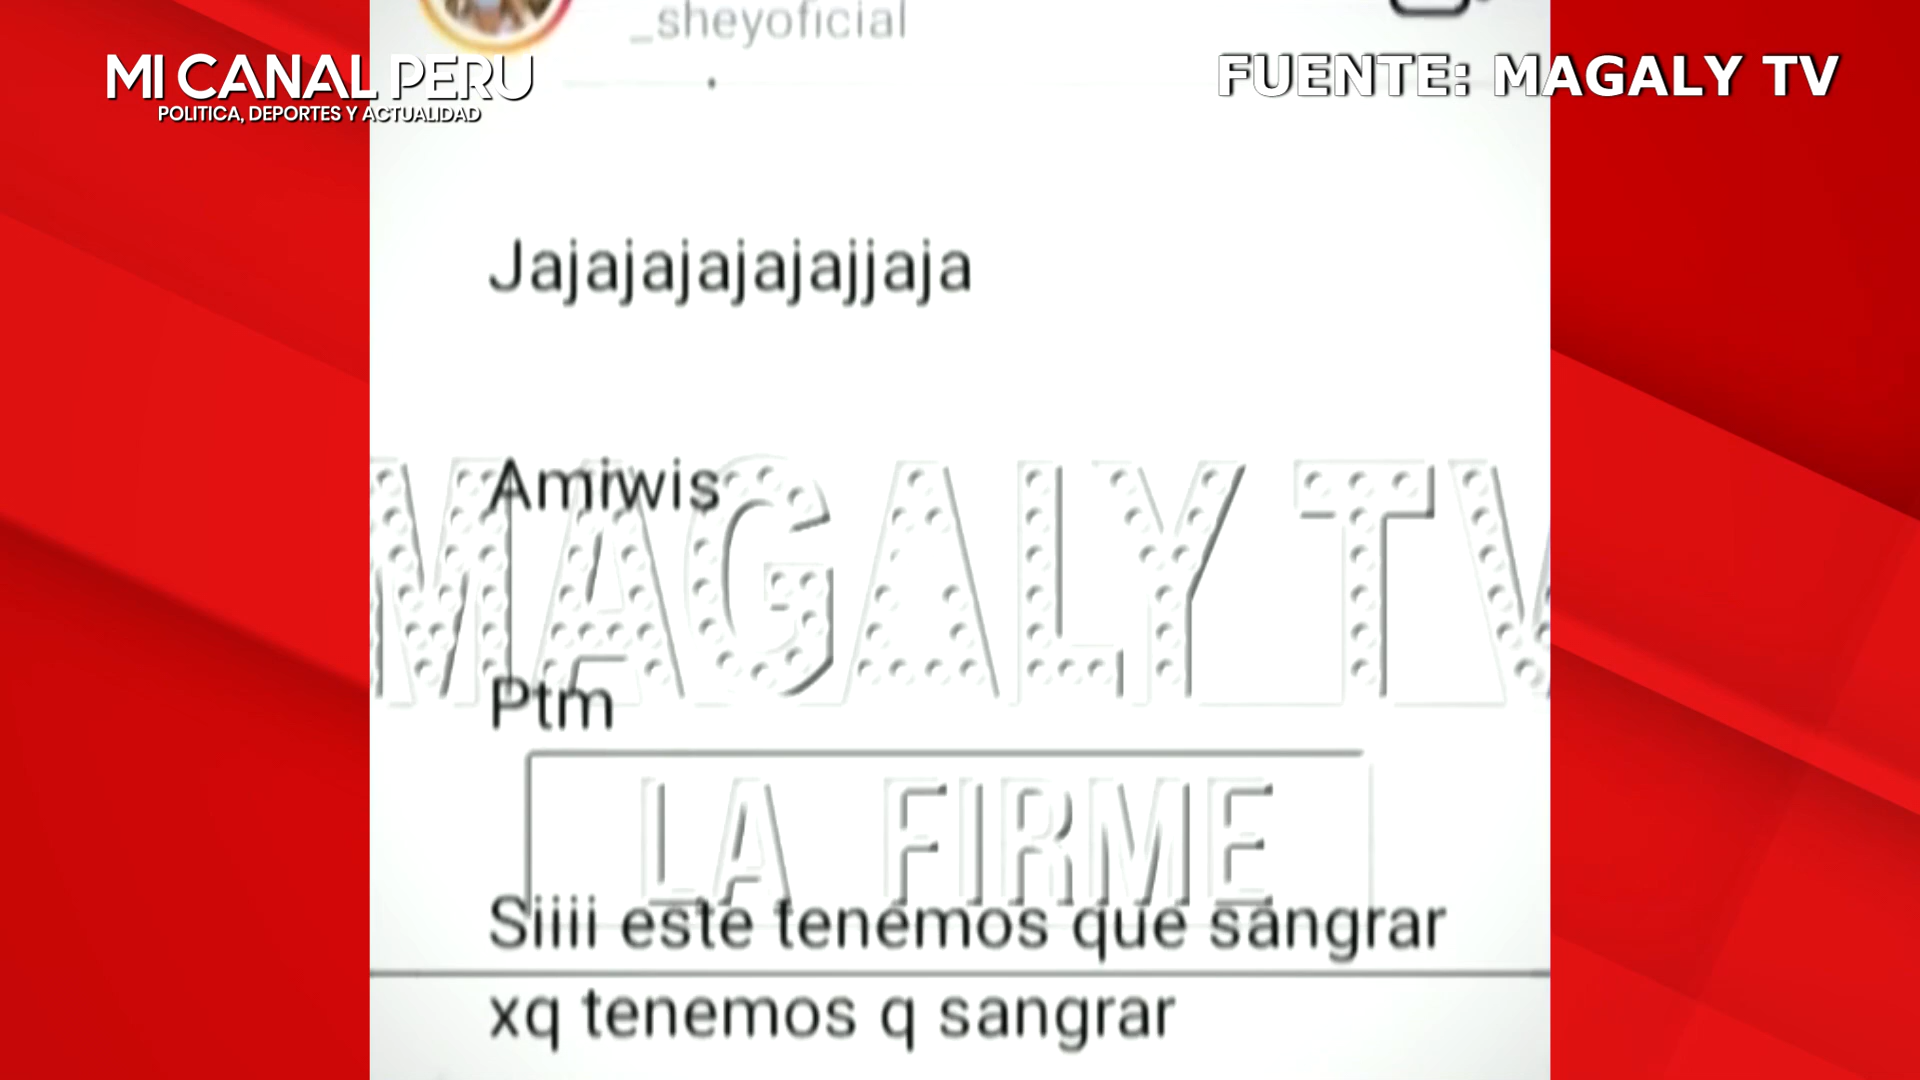 _sheyoficial
MI CANAL PERU
POLITICA, DEPORTES Y ACTUALIDAD
FUENTE: MAGALY TV
Jajajajajajajjaja
Amiwis
MAGALY TV
Ptm
LA FIRME
Siiii este tenemos que sangrar
xq tenemos q sangrar